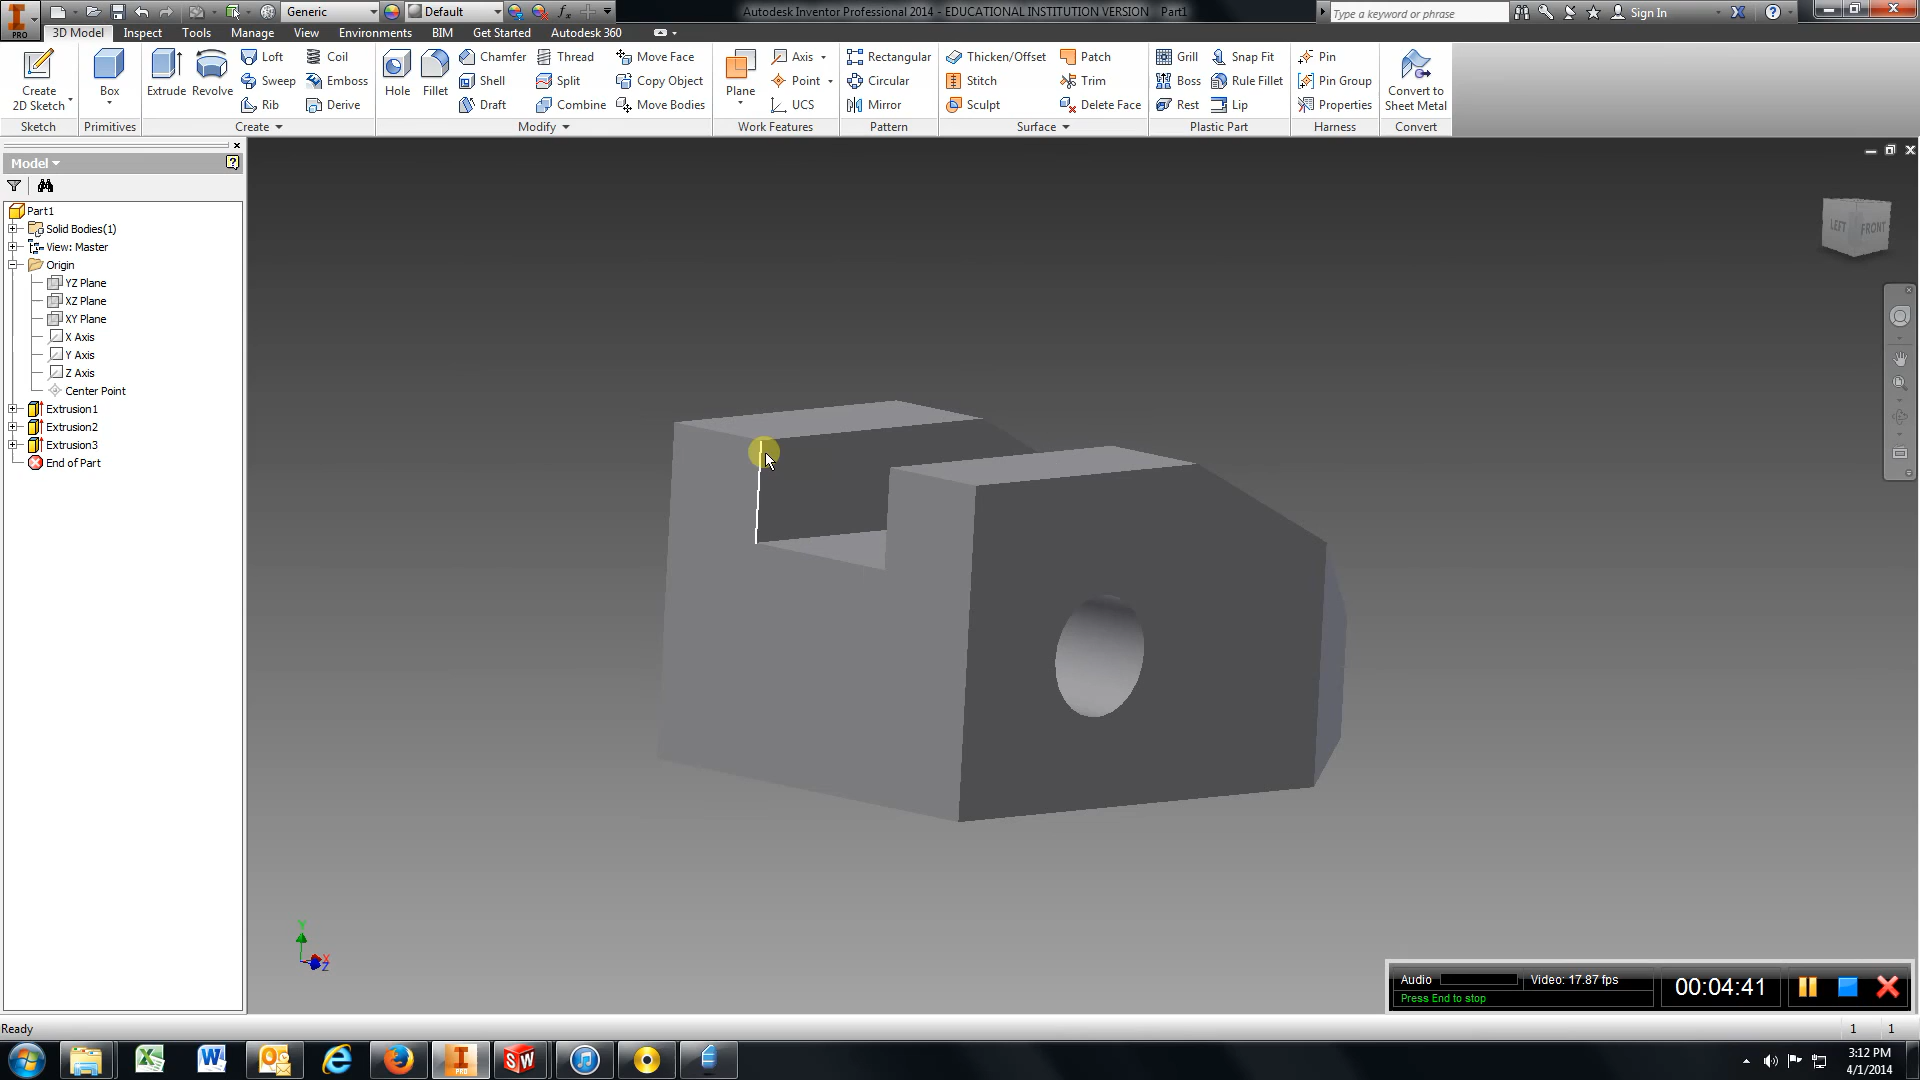 Generic Default Autodesk Inventor Professional 2014 - EDUCATIONAL INSTITUTION VERSION Part1 Type a keyword or phrase Sign In
PRO 3D Model Inspect Tools Manage View Environments BIM Get Started Autodesk 360
Create 2D Sketch Box Extrude Revolve Loft Coil Hole Fillet Chamfer Thread Move Face Plane Axis Rectangular Thicken/Offset Patch Grill Snap Fit Pin Convert to Sheet Metal
Sweep Emboss Shell Split Copy Object Point Circular Stitch Trim Boss Rule Fillet Pin Group
Rib Derive Draft Combine Move Bodies UCS Mirror Sculpt Delete Face Rest Lip Properties
Sketch Primitives Create Modify Work Features Pattern Surface Plastic Part Harness Convert
Model
Part1
Solid Bodies(1)
View: Master
Origin
YZ Plane
XZ Plane
XY Plane
X Axis
Y Axis
Z Axis
Center Point
Extrusion1
Extrusion2
Extrusion3
End of Part
LEFT FRONT
Y
X
Z
Audio Video: 17.87 fps 00:04:41
Press End to stop
Ready 1 1
PRO SW 3:12 PM
4/1/2014